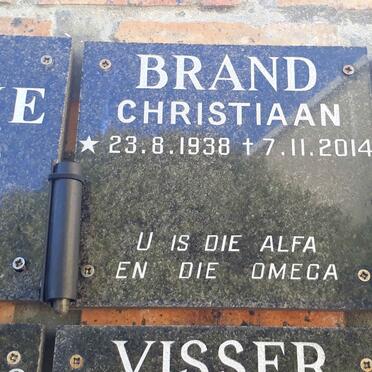 BRAND
CHRISTIAAN
★ 23.8.1938 † 7.11.2014
U IS DIE ALFA
EN DIE OMEGA
VISSER